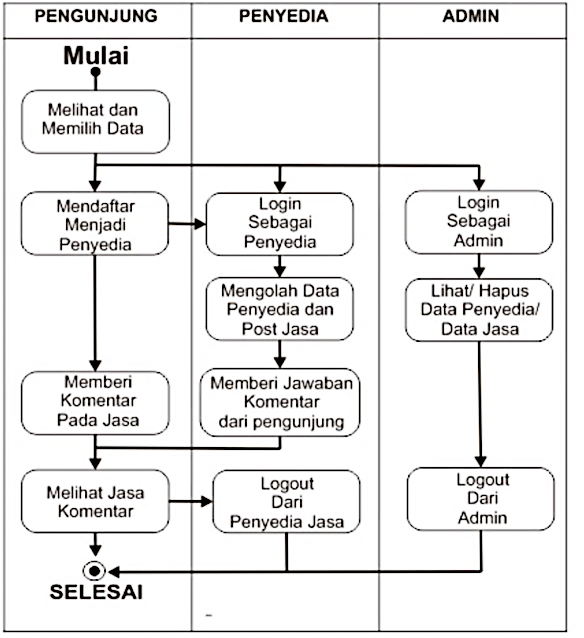 PENGUNJUNG
PENYEDIA
ADMIN
Mulai
Melihat dan
Memilih Data
Mendaftar
Menjadi
Penyedia
Login
Sebagai
Penyedia
Login
Sebagai
Admin
Mengolah Data
Penyedia dan
Post Jasa
Lihat/ Hapus
Data Penyedia/
Data Jasa
Memberi
Komentar
Pada Jasa
Memberi Jawaban
Komentar
dari pengunjung
Melihat Jasa
Komentar
Logout
Dari
Penyedia Jasa
Logout
Dari
Admin
SELESAI